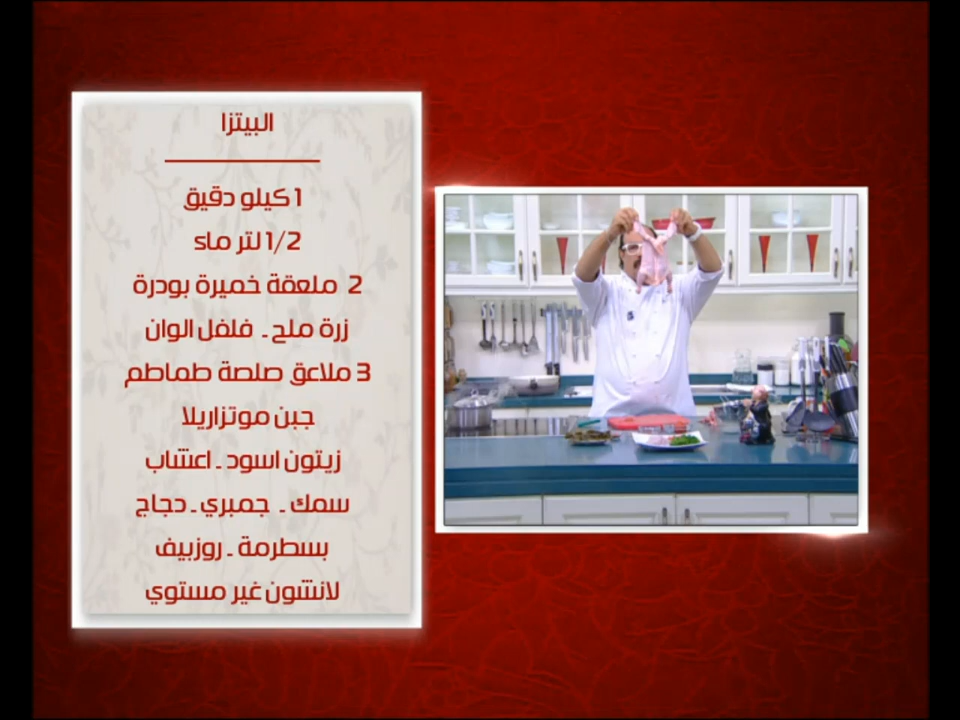 البيتزا
1 كيلو دقيق
1/2 لتر ماء
2 ملعقة خميرة بودرة
زرة ملح - فلفل الوان
3 ملاعق صلصة طماطم
جبن موتزاريلا
زيتون اسود - اعشاب
سمك - جمبري - دجاج
بسطرمة - روزبيف
لانشون غير مستوي